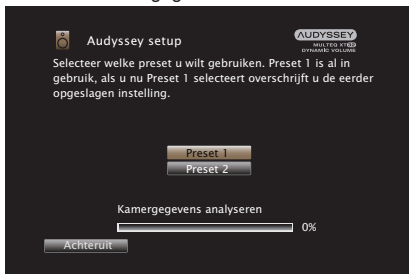 Audyssey setup
AUDYSSEY
MULTEQ XT32
DYNAMIC VOLUME
Selecteer welke preset u wilt gebruiken. Preset 1 is al in
gebruik, als u nu Preset 1 selecteert overschrijft u de eerder
opgeslagen instelling.
Preset 1
Preset 2
Kamergegevens analyseren
0%
Achteruit